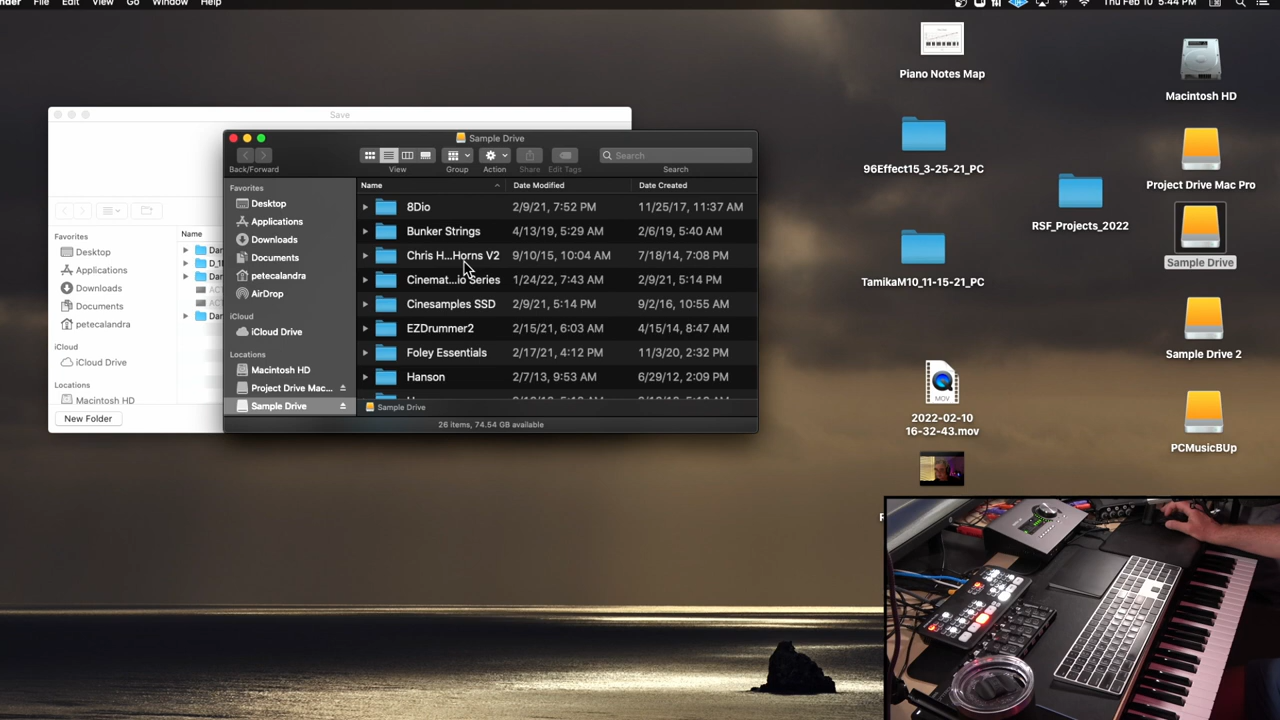 File Edit View Go Window Help
Thu Feb 10 5:44 PM
Piano Notes Map
Macintosh HD
96Effect15_3-25-21_PC
Project Drive Mac Pro
RSF_Projects_2022
Sample Drive
TamikaM10_11-15-21_PC
Sample Drive 2
MOV
2022-02-10
16-32-43.mov
PCMusicBUp
Save
Favorites
Desktop
Applications
Downloads
Documents
petecalandra
iCloud
iCloud Drive
Locations
Macintosh HD
New Folder
Name
Sample Drive
Back/Forward
View
Group
Action
Share
Edit Tags
Search
Search
Favorites
Desktop
Applications
Downloads
Documents
petecalandra
AirDrop
iCloud
iCloud Drive
Locations
Macintosh HD
Project Drive Mac...
Sample Drive
Name Date Modified Date Created
8Dio 2/9/21, 7:52 PM 11/25/17, 11:37 AM
Bunker Strings 4/13/19, 5:29 AM 2/6/19, 5:40 AM
Chris H...Horns V2 9/10/15, 10:04 AM 7/18/14, 7:08 PM
Cinemat...io Series 1/24/22, 7:43 AM 2/9/21, 5:14 PM
Cinesamples SSD 2/9/21, 5:14 PM 9/2/16, 10:55 AM
EZDrummer2 2/15/21, 6:03 AM 4/15/14, 8:47 AM
Foley Essentials 2/17/21, 4:12 PM 11/3/20, 2:32 PM
Hanson 2/7/13, 9:53 AM 6/29/12, 2:09 PM
Sample Drive
26 items, 74.54 GB available